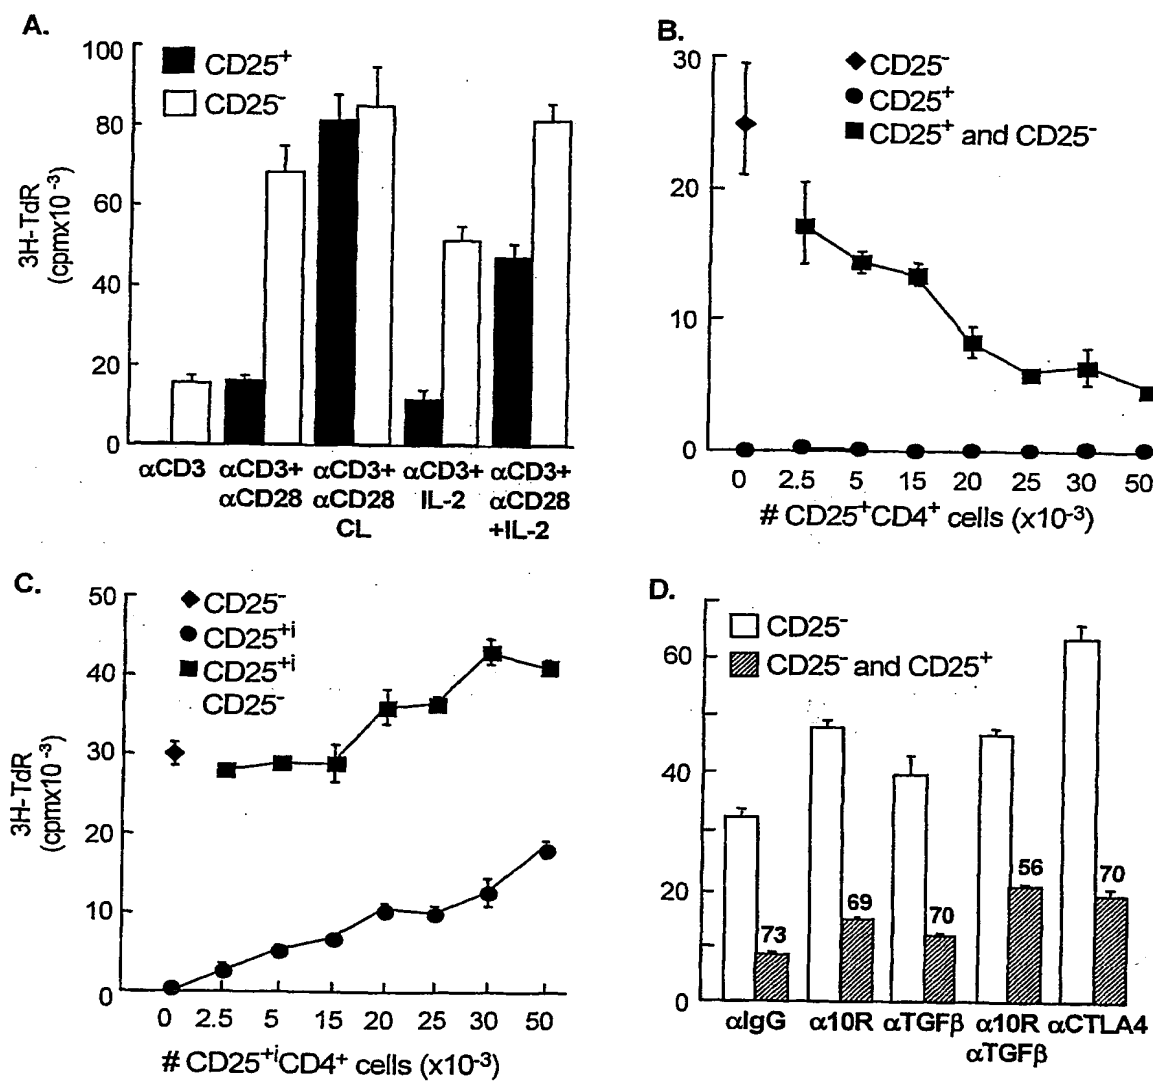 A.
100
80
60
40
20
0
3H-TdR
(cpmx10⁻³)
CD25⁺
CD25⁻
αCD3 αCD3+ αCD3+ αCD3+ αCD3+
αCD28 αCD28 IL-2 αCD28
CL +IL-2
B.
30
20
10
0
CD25⁻
CD25⁺
CD25⁺ and CD25⁻
0 2.5 5 15 20 25 30 50
# CD25⁺CD4⁺ cells (x10⁻³)
C.
50
40
30
20
10
0
3H-TdR
(cpmx10⁻³)
CD25⁻
CD25⁺ⁱ
CD25⁺ⁱ
CD25⁻
0 2.5 5 15 20 25 30 50
# CD25⁺ⁱCD4⁺ cells (x10⁻³)
D.
60
40
20
0
CD25⁻
CD25⁻ and CD25⁺
73 69 70 56 70
αIgG α10R αTGFβ α10R αCTLA4
αTGFβ